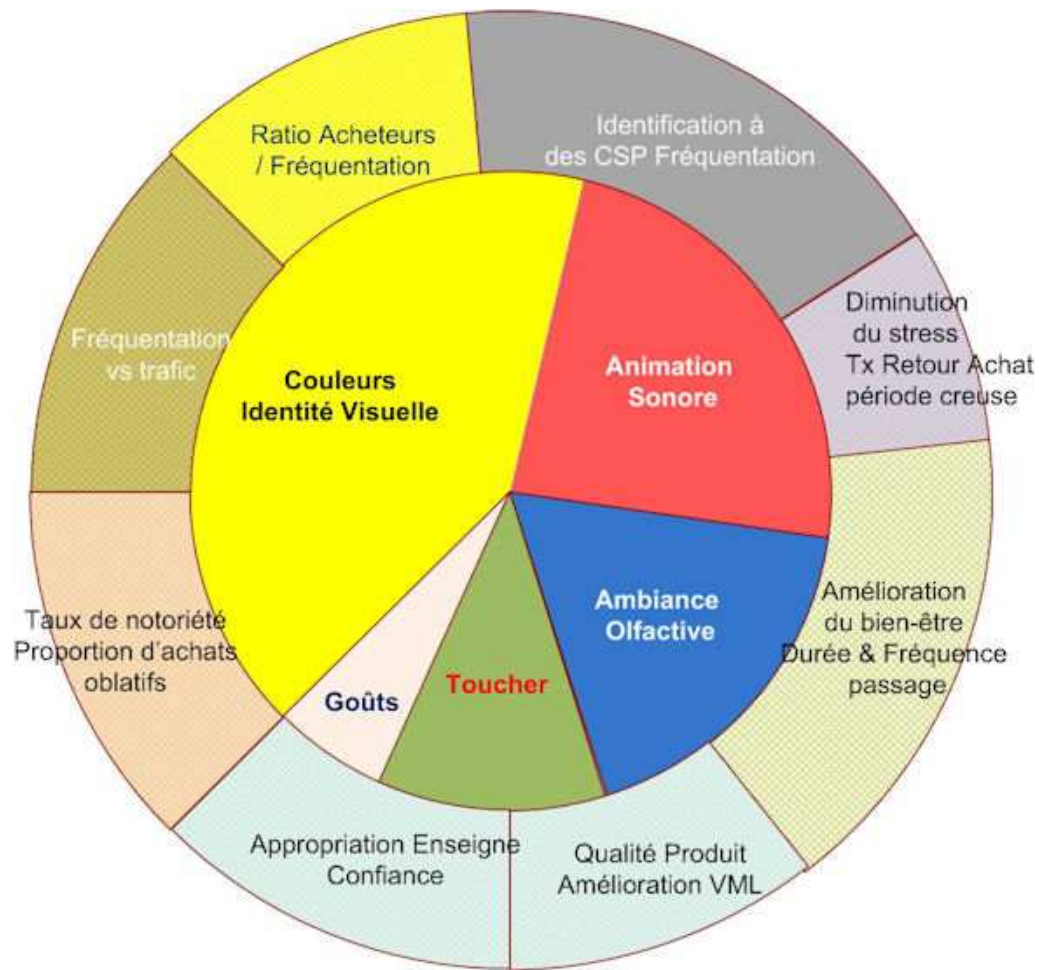 Ratio Acheteurs
/ Fréquentation
Identification à
des CSP Fréquentation
Diminution
du stress
Tx Retour Achat
période creuse
Fréquentation
vs trafic
Couleurs
Identité Visuelle
Animation
Sonore
Ambiance
Olfactive
Amélioration
du bien-être
Durée & Fréquence
passage
Taux de notoriété
Proportion d'achats
oblatifs
Goûts
Toucher
Appropriation Enseigne
Confiance
Qualité Produit
Amélioration VML